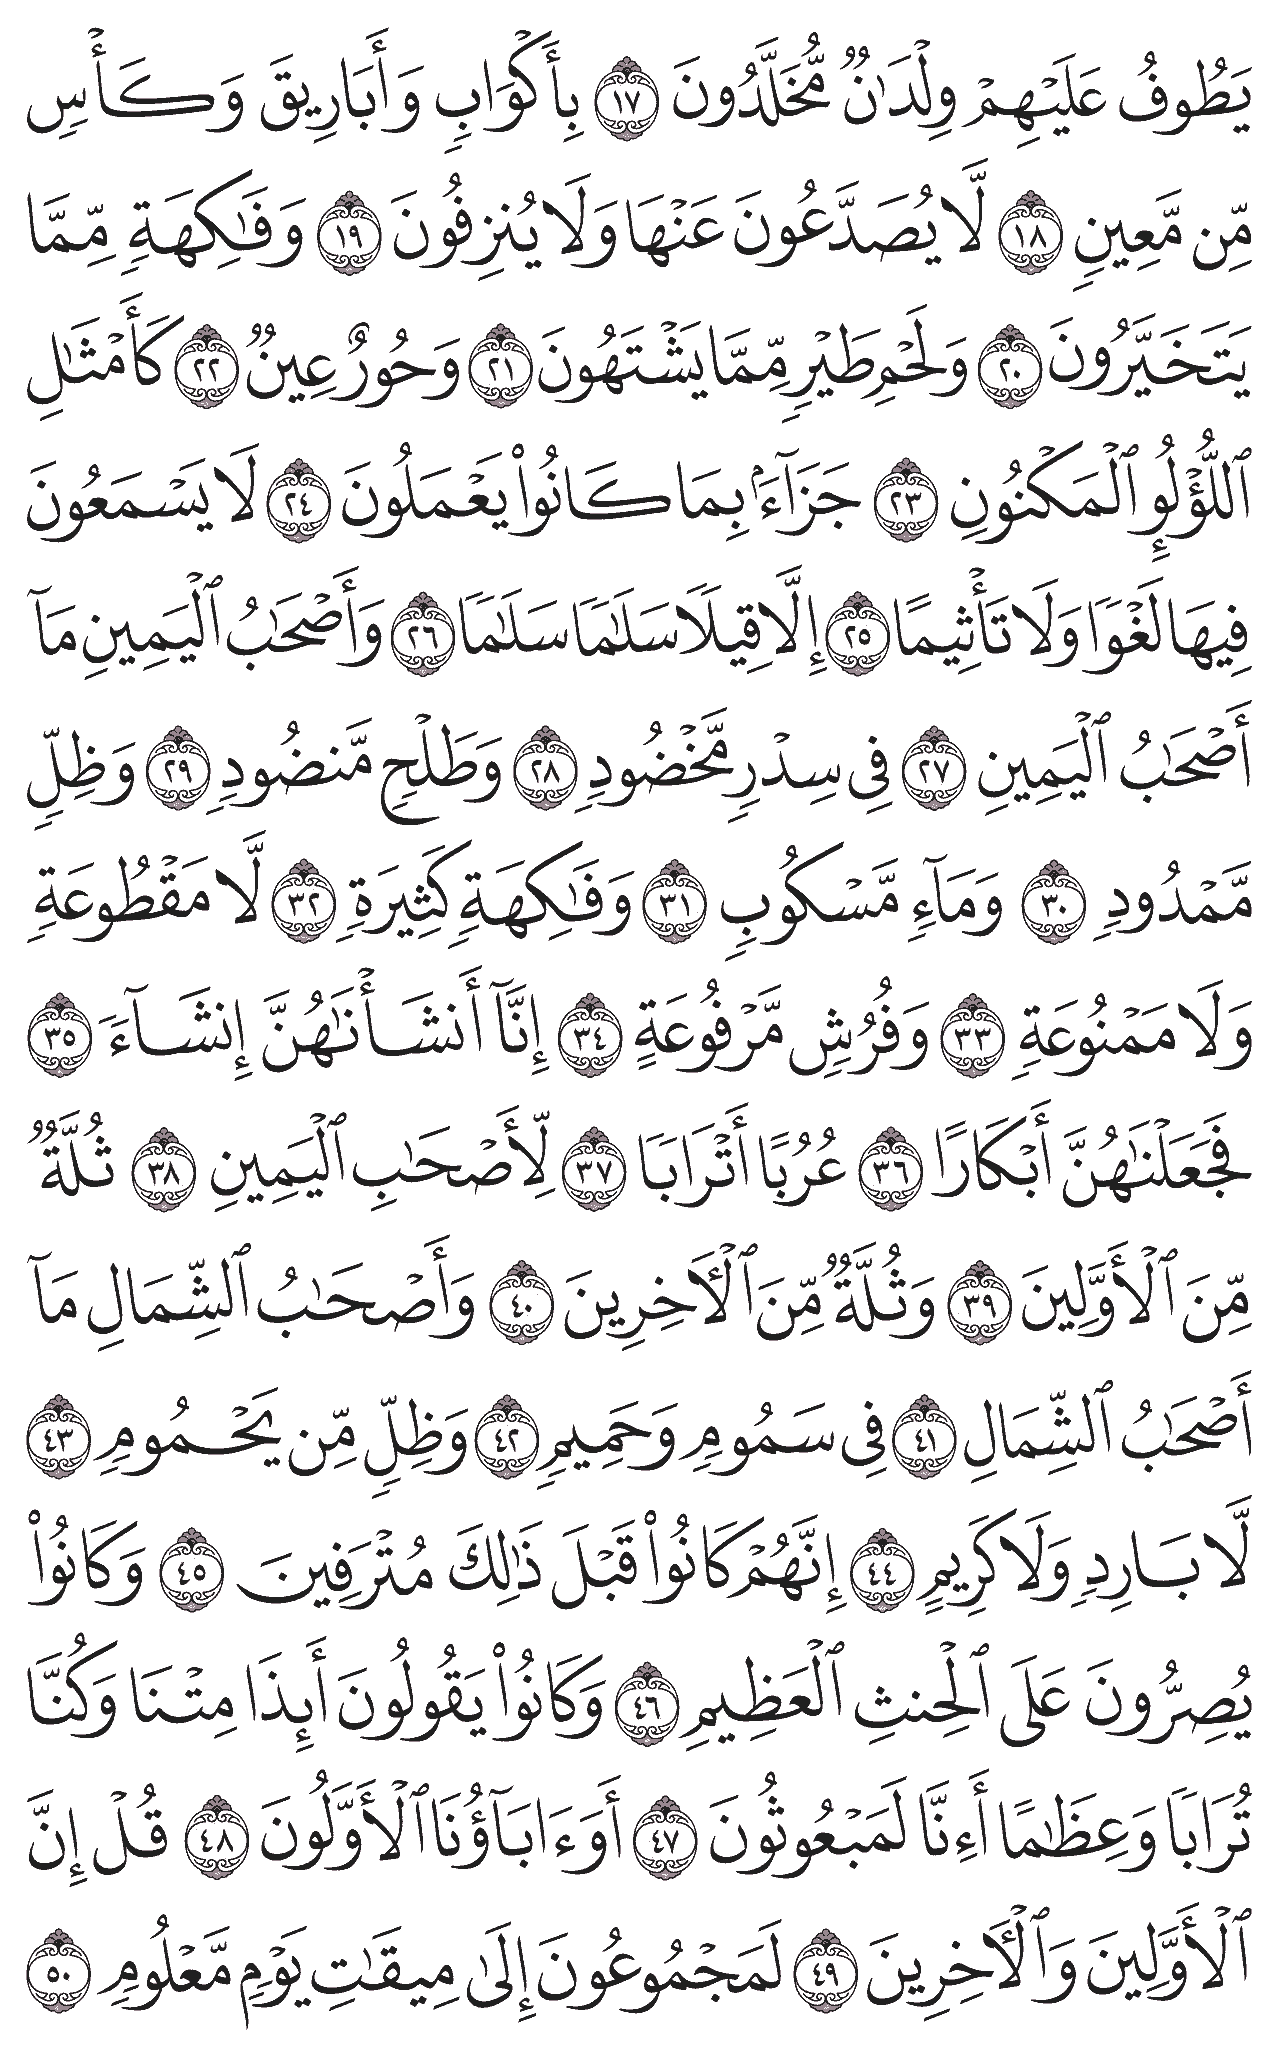 يَطُوفُ عَلَيۡهِمۡ وِلۡدَٰنٞ مُّخَلَّدُونَ ١٧ بِأَكۡوَابٖ وَأَبَارِيقَ وَكَأۡسٖ
مِّن مَّعِينٖ ١٨ لَّا يُصَدَّعُونَ عَنۡهَا وَلَا يُنزِفُونَ ١٩ وَفَٰكِهَةٖ مِّمَّا
يَتَخَيَّرُونَ ٢٠ وَلَحۡمِ طَيۡرٖ مِّمَّا يَشۡتَهُونَ ٢١ وَحُورٌ عِينٞ ٢٢ كَأَمۡثَٰلِ
ٱللُّؤۡلُوِٕ ٱلۡمَكۡنُونِ ٢٣ جَزَآءَۢ بِمَا كَانُواْ يَعۡمَلُونَ ٢٤ لَا يَسۡمَعُونَ
فِيهَا لَغۡوٗا وَلَا تَأۡثِيمًا ٢٥ إِلَّا قِيلٗا سَلَٰمٗا سَلَٰمٗا ٢٦ وَأَصۡحَٰبُ ٱلۡيَمِينِ مَآ
أَصۡحَٰبُ ٱلۡيَمِينِ ٢٧ فِي سِدۡرٖ مَّخۡضُودٖ ٢٨ وَطَلۡحٖ مَّنضُودٖ ٢٩ وَظِلّٖ
مَّمۡدُودٖ ٣٠ وَمَآءٖ مَّسۡكُوبٖ ٣١ وَفَٰكِهَةٖ كَثِيرَةٖ ٣٢ لَّا مَقۡطُوعَةٖ
وَلَا مَمۡنُوعَةٖ ٣٣ وَفُرُشٖ مَّرۡفُوعَةٍ ٣٤ إِنَّآ أَنشَأۡنَٰهُنَّ إِنشَآءٗ ٣٥
فَجَعَلۡنَٰهُنَّ أَبۡكَارًا ٣٦ عُرُبًا أَتۡرَابٗا ٣٧ لِّأَصۡحَٰبِ ٱلۡيَمِينِ ٣٨ ثُلَّةٞ
مِّنَ ٱلۡأَوَّلِينَ ٣٩ وَثُلَّةٞ مِّنَ ٱلۡأٓخِرِينَ ٤٠ وَأَصۡحَٰبُ ٱلشِّمَالِ مَآ
أَصۡحَٰبُ ٱلشِّمَالِ ٤١ فِي سَمُومٖ وَحَمِيمٖ ٤٢ وَظِلّٖ مِّن يَحۡمُومٖ ٤٣
لَّا بَارِدٖ وَلَا كَرِيمٍ ٤٤ إِنَّهُمۡ كَانُواْ قَبۡلَ ذَٰلِكَ مُتۡرَفِينَ ٤٥ وَكَانُواْ
يُصِرُّونَ عَلَى ٱلۡحِنثِ ٱلۡعَظِيمِ ٤٦ وَكَانُواْ يَقُولُونَ أَئِذَا مِتۡنَا وَكُنَّا
تُرَابٗا وَعِظَٰمًا أَءِنَّا لَمَبۡعُوثُونَ ٤٧ أَوَءَابَآؤُنَا ٱلۡأَوَّلُونَ ٤٨ قُلۡ إِنَّ
ٱلۡأَوَّلِينَ وَٱلۡأٓخِرِينَ ٤٩ لَمَجۡمُوعُونَ إِلَىٰ مِيقَٰتِ يَوۡمٖ مَّعۡلُومٖ ٥٠